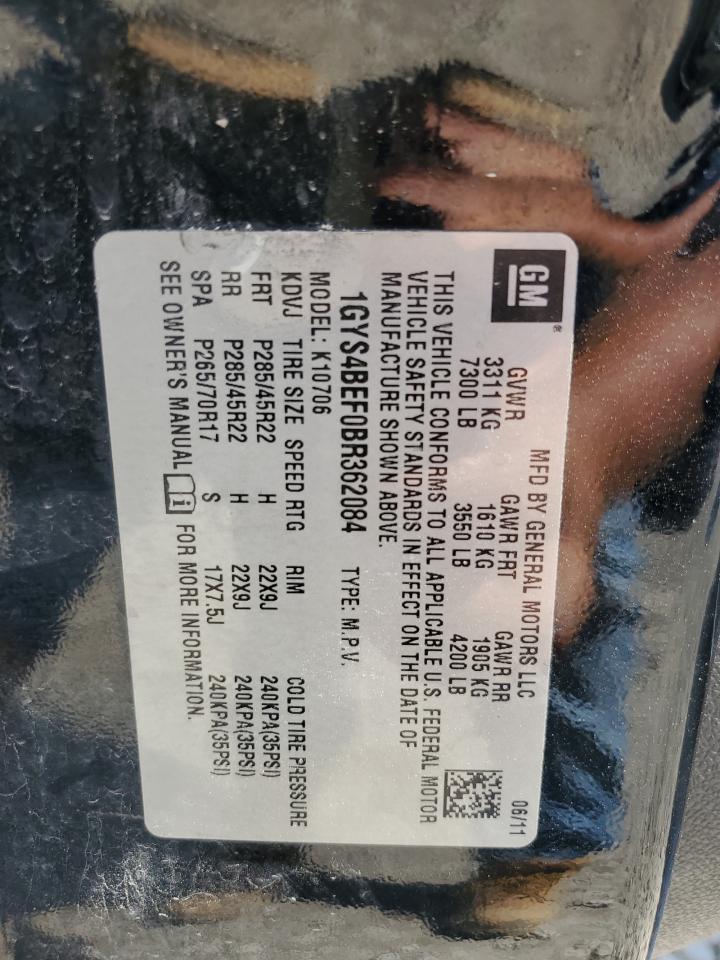 GM ®
MFD BY GENERAL MOTORS LLC 06/11
GVWR GAWR FRT GAWR RR
3311 KG 1610 KG 1905 KG
7300 LB 3550 LB 4200 LB
THIS VEHICLE CONFORMS TO ALL APPLICABLE U.S. FEDERAL MOTOR
VEHICLE SAFETY STANDARDS IN EFFECT ON THE DATE OF
MANUFACTURE SHOWN ABOVE.
1GYS4BEF0BR362084 TYPE: M.P.V.
MODEL: K10706
KDVJ TIRE SIZE SPEED RTG RIM COLD TIRE PRESSURE
FRT P285/45R22 H 22X9J 240KPA(35PSI)
RR P285/45R22 H 22X9J 240KPA(35PSI)
SPA P265/70R17 S 17X7.5J 240KPA(35PSI)
SEE OWNER'S MANUAL i FOR MORE INFORMATION.